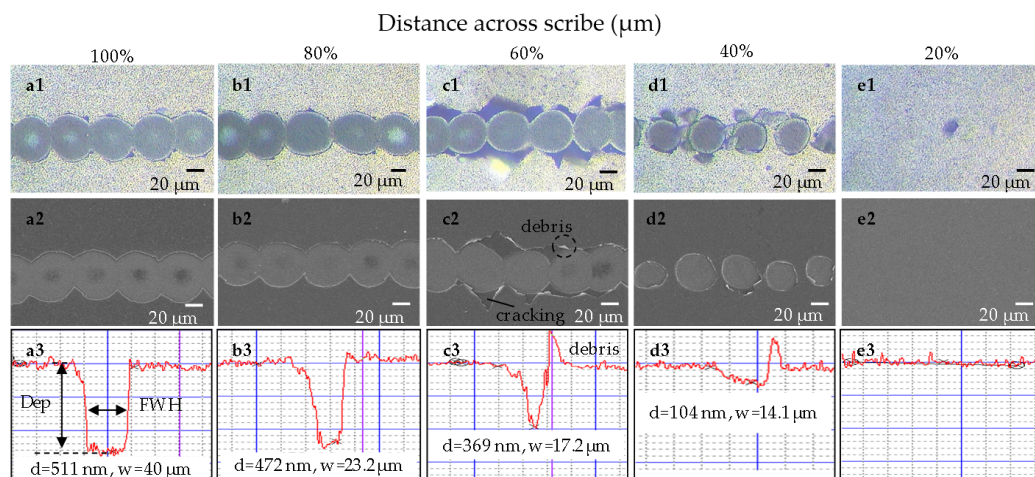 Distance across scribe (µm)
100% 80% 60% 40% 20%
a1 b1 c1 d1 e1
20 µm 20 µm 20 µm 20 µm 20 µm
a2 b2 c2 d2 e2
debris
cracking
20 µm 20 µm 20 µm 20 µm 20 µm
a3 b3 c3 d3 e3
debris
Dep FWH
d=511 nm, w=40 µm
d=472 nm, w=23.2 µm
d=369 nm, w=17.2 µm
d=104 nm, w=14.1 µm